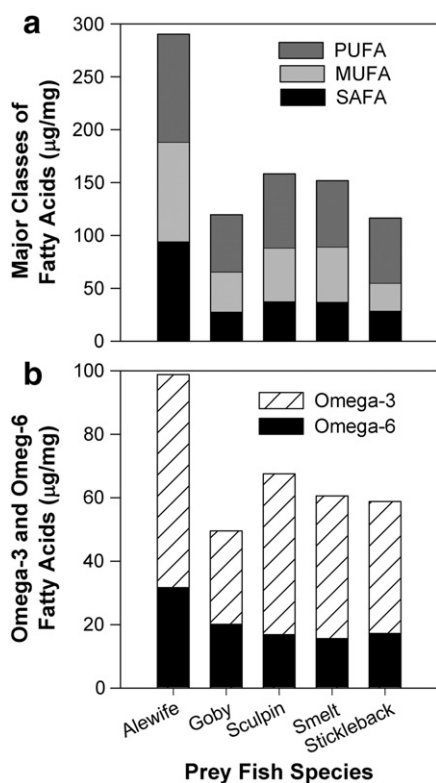 a
300
250
200
150
100
50
0
Major Classes of
Fatty Acids (μg/mg)
PUFA
MUFA
SAFA
b
100
80
60
40
20
0
Omega-3 and Omeg-6
Fatty Acids (μg/mg)
Omega-3
Omega-6
Alewife
Goby
Sculpin
Smelt
Stickleback
Prey Fish Species